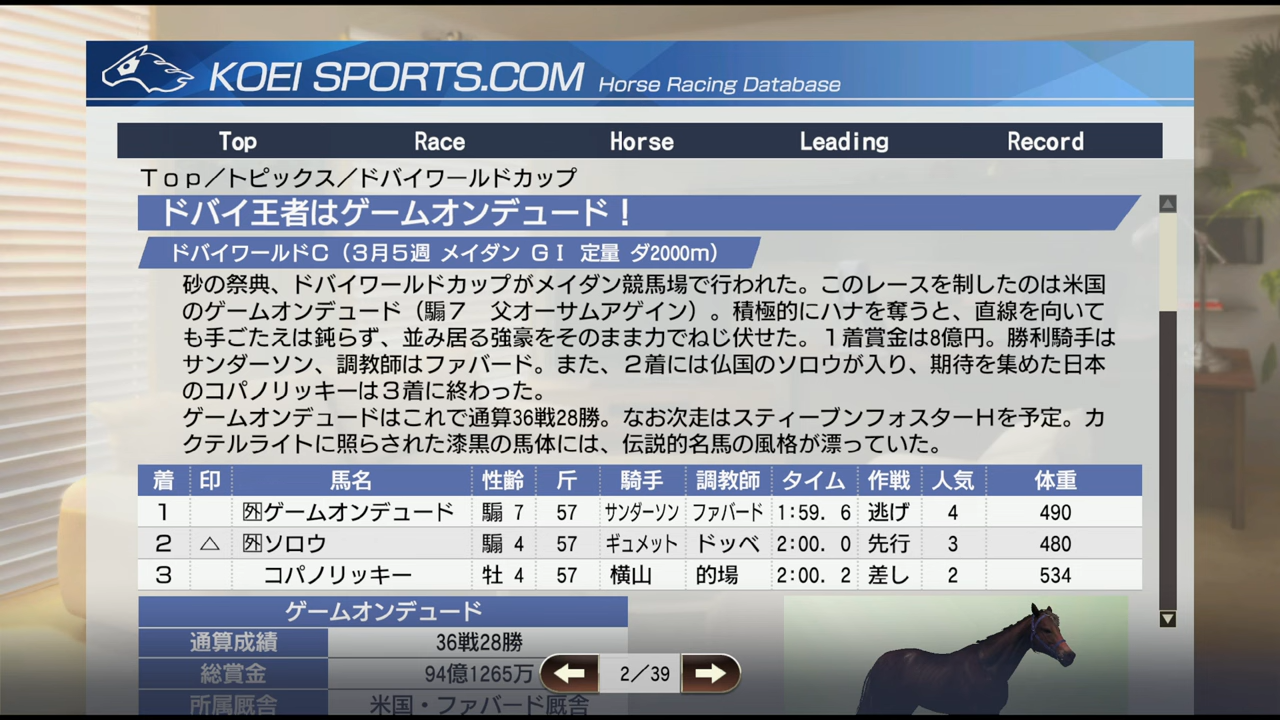 KOEI SPORTS.COM Horse Racing Database
Top Race Horse Leading Record
Ｔｏｐ／トピックス／ドバイワールドカップ
ドバイ王者はゲームオンデュード！
ドバイワールドＣ（３月５週 メイダン ＧⅠ 定量 ダ2000ｍ）
砂の祭典、ドバイワールドカップがメイダン競馬場で行われた。このレースを制したのは米国
のゲームオンデュード（騸７　父オーサムアゲイン）。積極的にハナを奪うと、直線を向いて
も手ごたえは鈍らず、並み居る強豪をそのまま力でねじ伏せた。１着賞金は8億円。勝利騎手は
サンダーソン、調教師はファバード。また、２着には仏国のソロウが入り、期待を集めた日本
のコパノリッキーは３着に終わった。
ゲームオンデュードはこれで通算36戦28勝。なお次走はスティーブンフォスターＨを予定。カ
クテルライトに照らされた漆黒の馬体には、伝説的名馬の風格が漂っていた。
着 印 馬名 性齢 斤 騎手 調教師 タイム 作戦 人気 体重
1 外ゲームオンデュード 騸 7 57 サンダーソン ファバード 1:59. 6 逃げ 4 490
2 △ 外ソロウ 騸 4 57 ギュメット ドッベ 2:00. 0 先行 3 480
3 コパノリッキー 牡 4 57 横山 的場 2:00. 2 差し 2 534
ゲームオンデュード
通算成績 36戦28勝
総賞金 94億1265万
2／39
所属厩舎 米国・ファバード厩舎